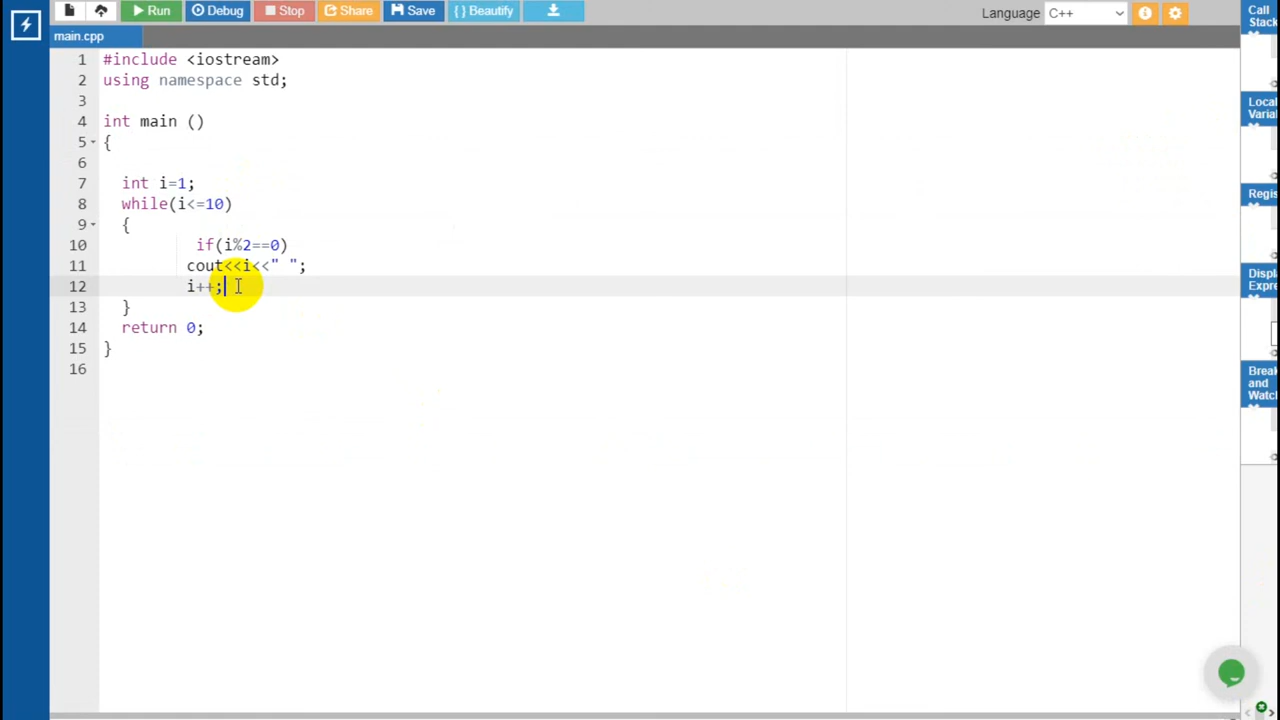 Run Debug Stop Share Save { } Beautify Language C++
main.cpp
1 #include <iostream>
2 using namespace std;
3
4 int main ()
5 {
6
7 int i=1;
8 while(i<=10)
9 {
10 if(i%2==0)
11 cout<<i<<" ";
12 i++;
13 }
14 return 0;
15 }
16
Call
Stack
Local
Varia
Regis
Displ
Expre
Break
and
Watc